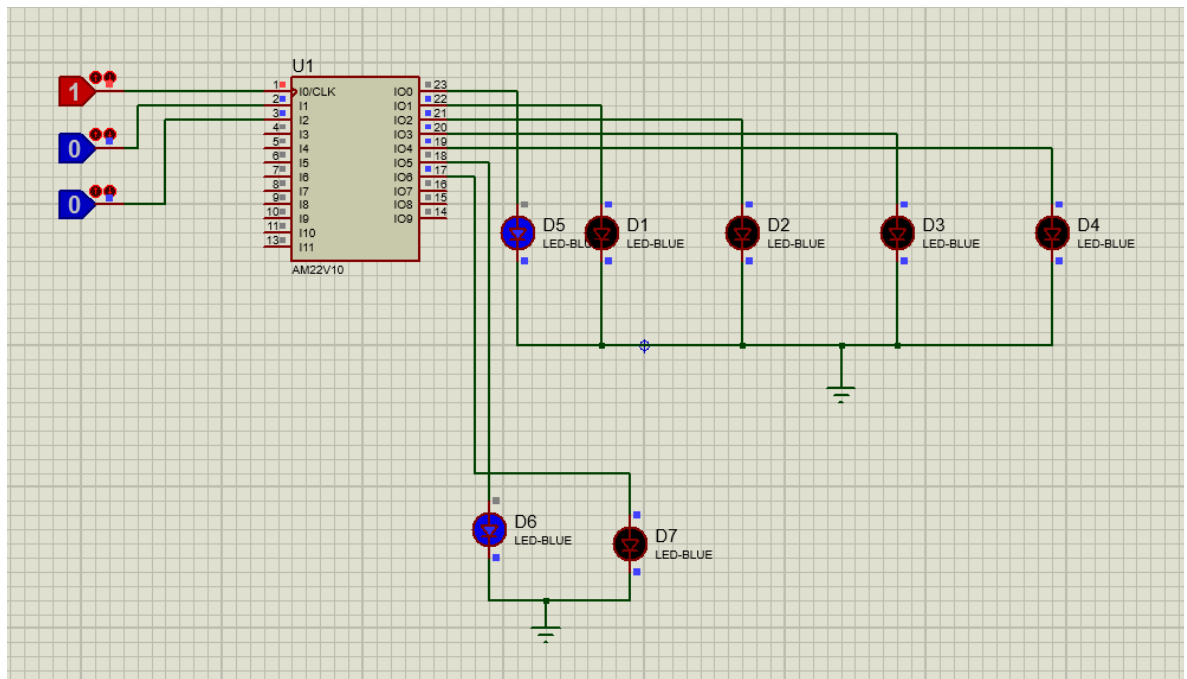 U1
1
0
0
1 I0/CLK IO0 23
2 I1 IO1 22
3 I2 IO2 21
4 I3 IO3 20
5 I4 IO4 19
6 I5 IO5 18
7 I6 IO6 17
8 I7 IO7 16
9 I8 IO8 15
10 I9 IO9 14
11 I10
13 I11
AM22V10
D5
LED-BLU
D1
LED-BLUE
D2
LED-BLUE
D3
LED-BLUE
D4
LED-BLUE
D6
LED-BLUE
D7
LED-BLUE